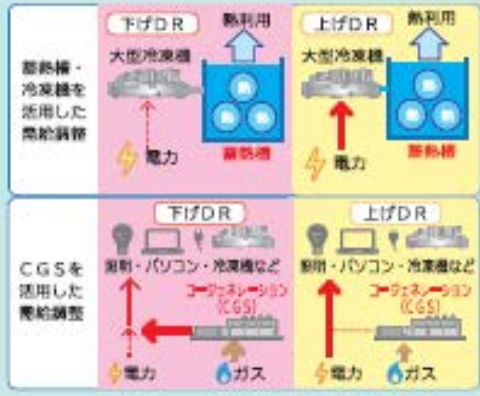 蓄熱槽・
冷凍機を
活用した
需給調整
下げDR
熱利用
大型冷凍機
熱
熱
熱
蓄熱槽
電力
上げDR
熱利用
大型冷凍機
熱
熱
熱
蓄熱槽
電力
CGSを
活用した
需給調整
下げDR
照明・パソコン・冷凍機など
コージェネレーション
(CGS)
電力
ガス
上げDR
照明・パソコン・冷凍機など
コージェネレーション
(CGS)
電力
ガス